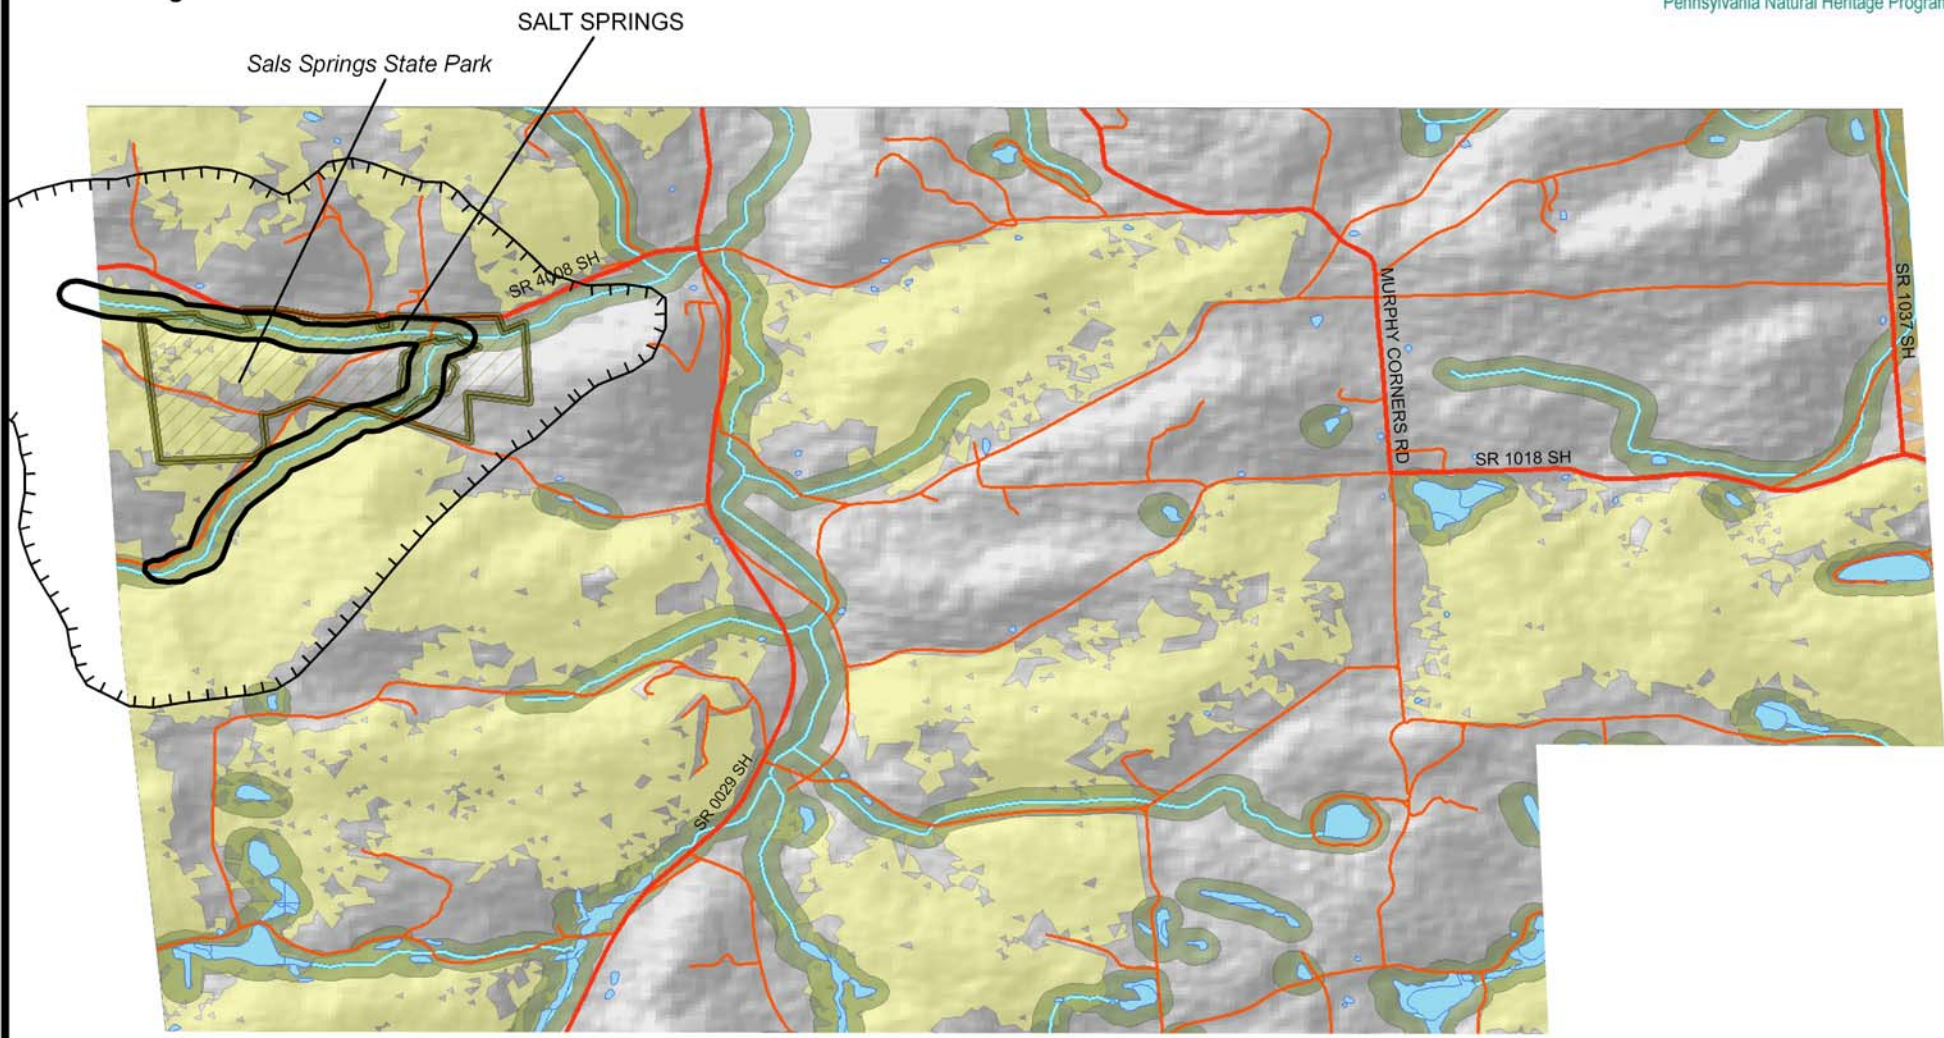 Pennsylvania Natural Heritage Program
SALT SPRINGS
Sals Springs State Park
SR 4008 SH
MURPHY CORNERS RD
SR 1037 SH
SR 1018 SH
SR 0029 SH